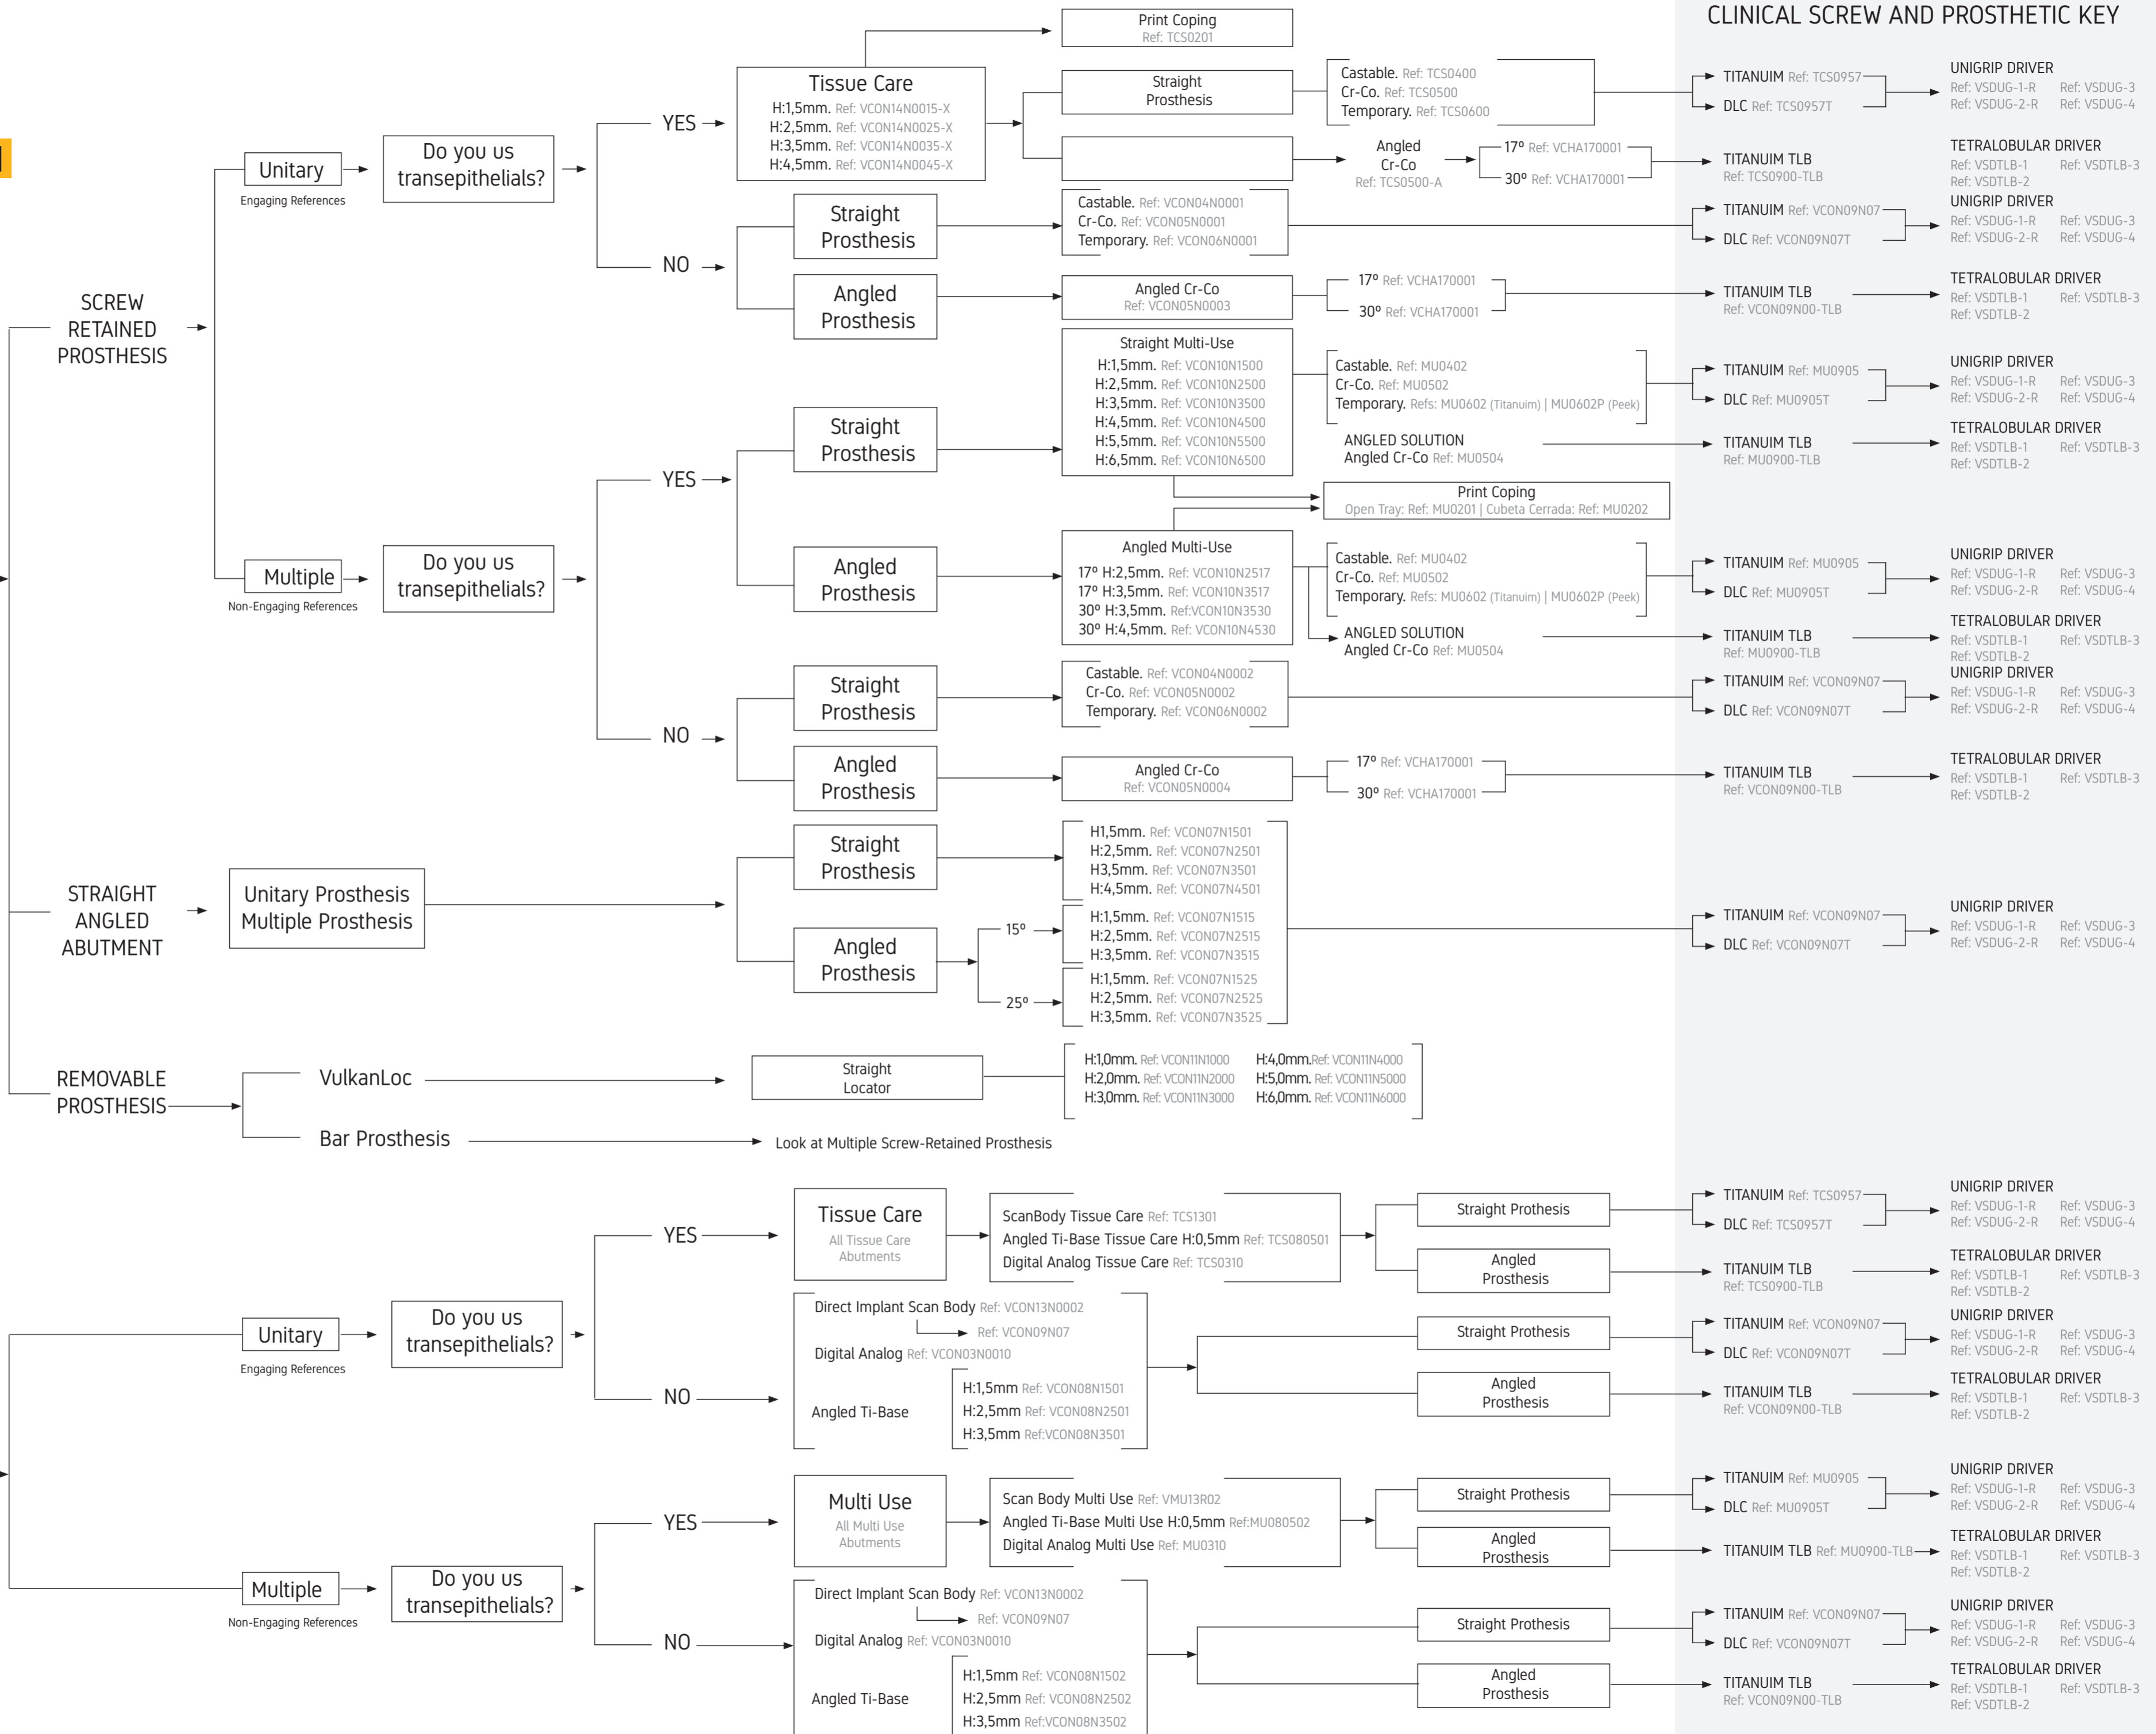 CLINICAL SCREW AND PROSTHETIC KEY
SCREW
RETAINED
PROSTHESIS
Unitary
Engaging References
Do you us
transepithelials?
YES
Tissue Care
H:1,5mm. Ref: VCON14N0015-X
H:2,5mm. Ref: VCON14N0025-X
H:3,5mm. Ref: VCON14N0035-X
H:4,5mm. Ref: VCON14N0045-X
Print Coping
Ref: TCS0201
Straight
Prosthesis
Castable. Ref: TCS0400
Cr-Co. Ref: TCS0500
Temporary. Ref: TCS0600
TITANUIM Ref: TCS0957
DLC Ref: TCS0957T
UNIGRIP DRIVER
Ref: VSDUG-1-R Ref: VSDUG-3
Ref: VSDUG-2-R Ref: VSDUG-4
Angled
Cr-Co
Ref: TCS0500-A
17º Ref: VCHA170001
30º Ref: VCHA170001
TITANUIM TLB
Ref: TCS0900-TLB
TETRALOBULAR DRIVER
Ref: VSDTLB-1 Ref: VSDTLB-3
Ref: VSDTLB-2
NO
Straight
Prosthesis
Castable. Ref: VCON04N0001
Cr-Co. Ref: VCON05N0001
Temporary. Ref: VCON06N0001
TITANUIM Ref: VCON09N07
DLC Ref: VCON09N07T
UNIGRIP DRIVER
Ref: VSDUG-1-R Ref: VSDUG-3
Ref: VSDUG-2-R Ref: VSDUG-4
Angled
Prosthesis
Angled Cr-Co
Ref: VCON05N0003
17º Ref: VCHA170001
30º Ref: VCHA170001
TITANUIM TLB
Ref: VCON09N00-TLB
TETRALOBULAR DRIVER
Ref: VSDTLB-1 Ref: VSDTLB-3
Ref: VSDTLB-2
Multiple
Non-Engaging References
Do you us
transepithelials?
YES
Straight
Prosthesis
Straight Multi-Use
H:1,5mm. Ref: VCON10N1500
H:2,5mm. Ref: VCON10N2500
H:3,5mm. Ref: VCON10N3500
H:4,5mm. Ref: VCON10N4500
H:5,5mm. Ref: VCON10N5500
H:6,5mm. Ref: VCON10N6500
Castable. Ref: MU0402
Cr-Co. Ref: MU0502
Temporary. Refs: MU0602 (Titanuim) | MU0602P (Peek)
TITANUIM Ref: MU0905
DLC Ref: MU0905T
UNIGRIP DRIVER
Ref: VSDUG-1-R Ref: VSDUG-3
Ref: VSDUG-2-R Ref: VSDUG-4
ANGLED SOLUTION
Angled Cr-Co Ref: MU0504
TITANUIM TLB
Ref: MU0900-TLB
TETRALOBULAR DRIVER
Ref: VSDTLB-1 Ref: VSDTLB-3
Ref: VSDTLB-2
Print Coping
Open Tray: Ref: MU0201 | Cubeta Cerrada: Ref: MU0202
Angled
Prosthesis
Angled Multi-Use
17º H:2,5mm. Ref: VCON10N2517
17º H:3,5mm. Ref: VCON10N3517
30º H:3,5mm. Ref:VCON10N3530
30º H:4,5mm. Ref: VCON10N4530
Castable. Ref: MU0402
Cr-Co. Ref: MU0502
Temporary. Refs: MU0602 (Titanuim) | MU0602P (Peek)
TITANUIM Ref: MU0905
DLC Ref: MU0905T
UNIGRIP DRIVER
Ref: VSDUG-1-R Ref: VSDUG-3
Ref: VSDUG-2-R Ref: VSDUG-4
ANGLED SOLUTION
Angled Cr-Co Ref: MU0504
TITANUIM TLB
Ref: MU0900-TLB
TETRALOBULAR DRIVER
Ref: VSDTLB-1 Ref: VSDTLB-3
Ref: VSDTLB-2
NO
Straight
Prosthesis
Castable. Ref: VCON04N0002
Cr-Co. Ref: VCON05N0002
Temporary. Ref: VCON06N0002
TITANUIM Ref: VCON09N07
DLC Ref: VCON09N07T
UNIGRIP DRIVER
Ref: VSDUG-1-R Ref: VSDUG-3
Ref: VSDUG-2-R Ref: VSDUG-4
Angled
Prosthesis
Angled Cr-Co
Ref: VCON05N0004
17º Ref: VCHA170001
30º Ref: VCHA170001
TITANUIM TLB
Ref: VCON09N00-TLB
TETRALOBULAR DRIVER
Ref: VSDTLB-1 Ref: VSDTLB-3
Ref: VSDTLB-2
STRAIGHT
ANGLED
ABUTMENT
Unitary Prosthesis
Multiple Prosthesis
Straight
Prosthesis
H1,5mm. Ref: VCON07N1501
H:2,5mm. Ref: VCON07N2501
H3,5mm. Ref: VCON07N3501
H:4,5mm. Ref: VCON07N4501
Angled
Prosthesis
15º
H:1,5mm. Ref: VCON07N1515
H:2,5mm. Ref: VCON07N2515
H:3,5mm. Ref: VCON07N3515
25º
H:1,5mm. Ref: VCON07N1525
H:2,5mm. Ref: VCON07N2525
H:3,5mm. Ref: VCON07N3525
TITANUIM Ref: VCON09N07
DLC Ref: VCON09N07T
UNIGRIP DRIVER
Ref: VSDUG-1-R Ref: VSDUG-3
Ref: VSDUG-2-R Ref: VSDUG-4
REMOVABLE
PROSTHESIS
VulkanLoc
Straight
Locator
H:1,0mm. Ref: VCON11N1000 H:4,0mm.Ref: VCON11N4000
H:2,0mm. Ref: VCON11N2000 H:5,0mm. Ref: VCON11N5000
H:3,0mm. Ref: VCON11N3000 H:6,0mm. Ref: VCON11N6000
Bar Prosthesis
Look at Multiple Screw-Retained Prosthesis
Unitary
Engaging References
Do you us
transepithelials?
YES
Tissue Care
All Tissue Care
Abutments
ScanBody Tissue Care Ref: TCS1301
Angled Ti-Base Tissue Care H:0,5mm Ref: TCS080501
Digital Analog Tissue Care Ref: TCS0310
Straight Prothesis
TITANUIM Ref: TCS0957
DLC Ref: TCS0957T
UNIGRIP DRIVER
Ref: VSDUG-1-R Ref: VSDUG-3
Ref: VSDUG-2-R Ref: VSDUG-4
Angled
Prosthesis
TITANUIM TLB
Ref: TCS0900-TLB
TETRALOBULAR DRIVER
Ref: VSDTLB-1 Ref: VSDTLB-3
Ref: VSDTLB-2
NO
Direct Implant Scan Body Ref: VCON13N0002
Ref: VCON09N07
Digital Analog Ref: VCON03N0010
Angled Ti-Base
H:1,5mm Ref: VCON08N1501
H:2,5mm Ref: VCON08N2501
H:3,5mm Ref:VCON08N3501
Straight Prothesis
TITANUIM Ref: VCON09N07
DLC Ref: VCON09N07T
UNIGRIP DRIVER
Ref: VSDUG-1-R Ref: VSDUG-3
Ref: VSDUG-2-R Ref: VSDUG-4
Angled
Prosthesis
TITANUIM TLB
Ref: VCON09N00-TLB
TETRALOBULAR DRIVER
Ref: VSDTLB-1 Ref: VSDTLB-3
Ref: VSDTLB-2
Multiple
Non-Engaging References
Do you us
transepithelials?
YES
Multi Use
All Multi Use
Abutments
Scan Body Multi Use Ref: VMU13R02
Angled Ti-Base Multi Use H:0,5mm Ref:MU080502
Digital Analog Multi Use Ref: MU0310
Straight Prothesis
TITANUIM Ref: MU0905
DLC Ref: MU0905T
UNIGRIP DRIVER
Ref: VSDUG-1-R Ref: VSDUG-3
Ref: VSDUG-2-R Ref: VSDUG-4
Angled
Prosthesis
TITANUIM TLB Ref: MU0900-TLB
TETRALOBULAR DRIVER
Ref: VSDTLB-1 Ref: VSDTLB-3
Ref: VSDTLB-2
NO
Direct Implant Scan Body Ref: VCON13N0002
Ref: VCON09N07
Digital Analog Ref: VCON03N0010
Angled Ti-Base
H:1,5mm Ref: VCON08N1502
H:2,5mm Ref: VCON08N2502
H:3,5mm Ref:VCON08N3502
Straight Prothesis
TITANUIM Ref: VCON09N07
DLC Ref: VCON09N07T
UNIGRIP DRIVER
Ref: VSDUG-1-R Ref: VSDUG-3
Ref: VSDUG-2-R Ref: VSDUG-4
Angled
Prosthesis
TITANUIM TLB
Ref: VCON09N00-TLB
TETRALOBULAR DRIVER
Ref: VSDTLB-1 Ref: VSDTLB-3
Ref: VSDTLB-2